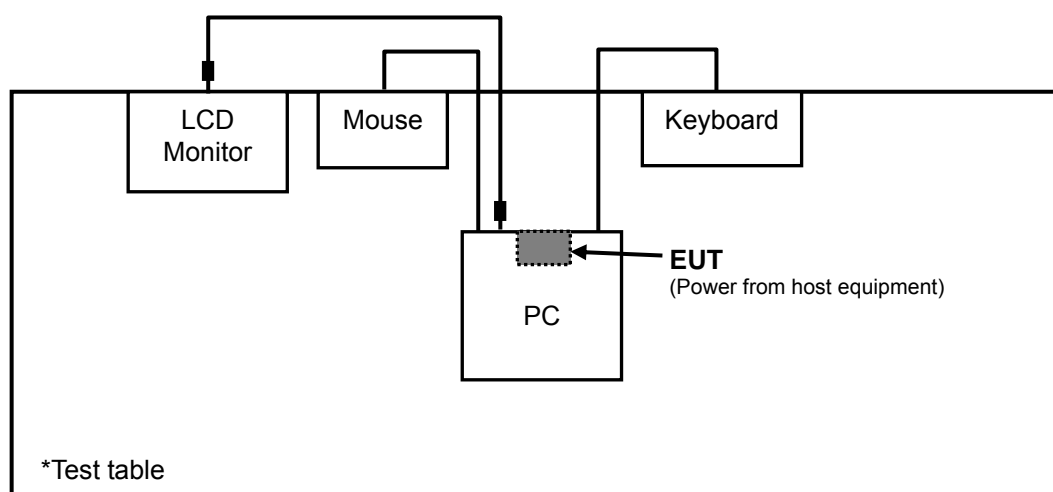 LCD
Monitor
Mouse
Keyboard
EUT
(Power from host equipment)
PC
*Test table